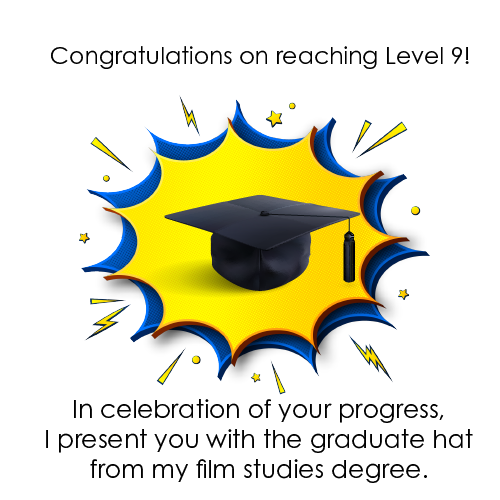 Congratulations on reaching Level 9!
In celebration of your progress,
I present you with the graduate hat
from my film studies degree.